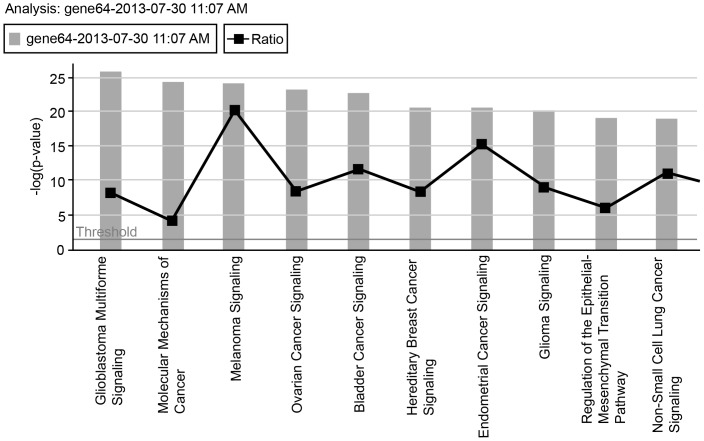 Analysis: gene64-2013-07-30 11:07 AM
gene64-2013-07-30 11:07 AM
Ratio
-log(p-value)
25
20
15
10
5
0
Threshold
Glioblastoma Multiforme
Signaling
Molecular Mechanisms of
Cancer
Melanoma Signaling
Ovarian Cancer Signaling
Bladder Cancer Signaling
Hereditary Breast Cancer
Signaling
Endometrial Cancer Signaling
Glioma Signaling
Regulation of the Epithelial-
Mesenchymal Transition
Pathway
Non-Small Cell Lung Cancer
Signaling